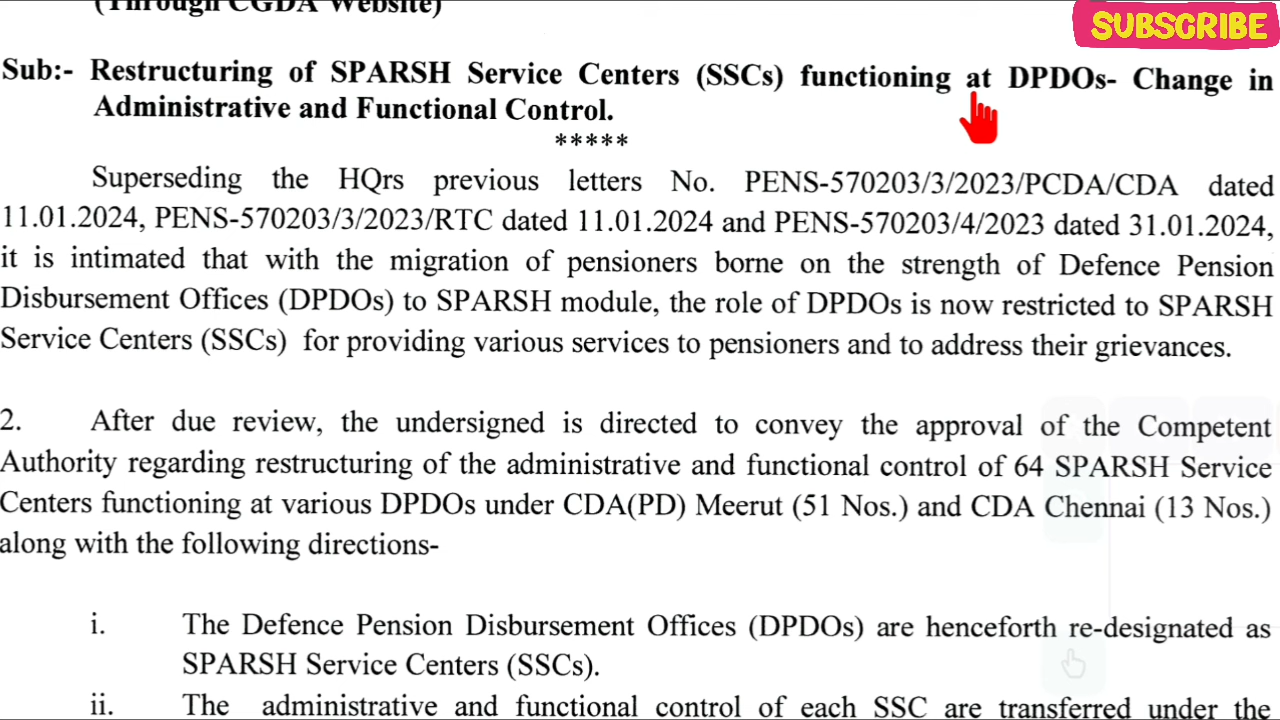 (Through CGDA Website)
SUBSCRIBE
Sub:- Restructuring of SPARSH Service Centers (SSCs) functioning at DPDOs- Change in
Administrative and Functional Control.
*****
Superseding the HQrs previous letters No. PENS-570203/3/2023/PCDA/CDA dated
11.01.2024, PENS-570203/3/2023/RTC dated 11.01.2024 and PENS-570203/4/2023 dated 31.01.2024,
it is intimated that with the migration of pensioners borne on the strength of Defence Pension
Disbursement Offices (DPDOs) to SPARSH module, the role of DPDOs is now restricted to SPARSH
Service Centers (SSCs) for providing various services to pensioners and to address their grievances.
2. After due review, the undersigned is directed to convey the approval of the Competent
Authority regarding restructuring of the administrative and functional control of 64 SPARSH Service
Centers functioning at various DPDOs under CDA(PD) Meerut (51 Nos.) and CDA Chennai (13 Nos.)
along with the following directions-
i. The Defence Pension Disbursement Offices (DPDOs) are henceforth re-designated as
SPARSH Service Centers (SSCs).
ii. The administrative and functional control of each SSC are transferred under the